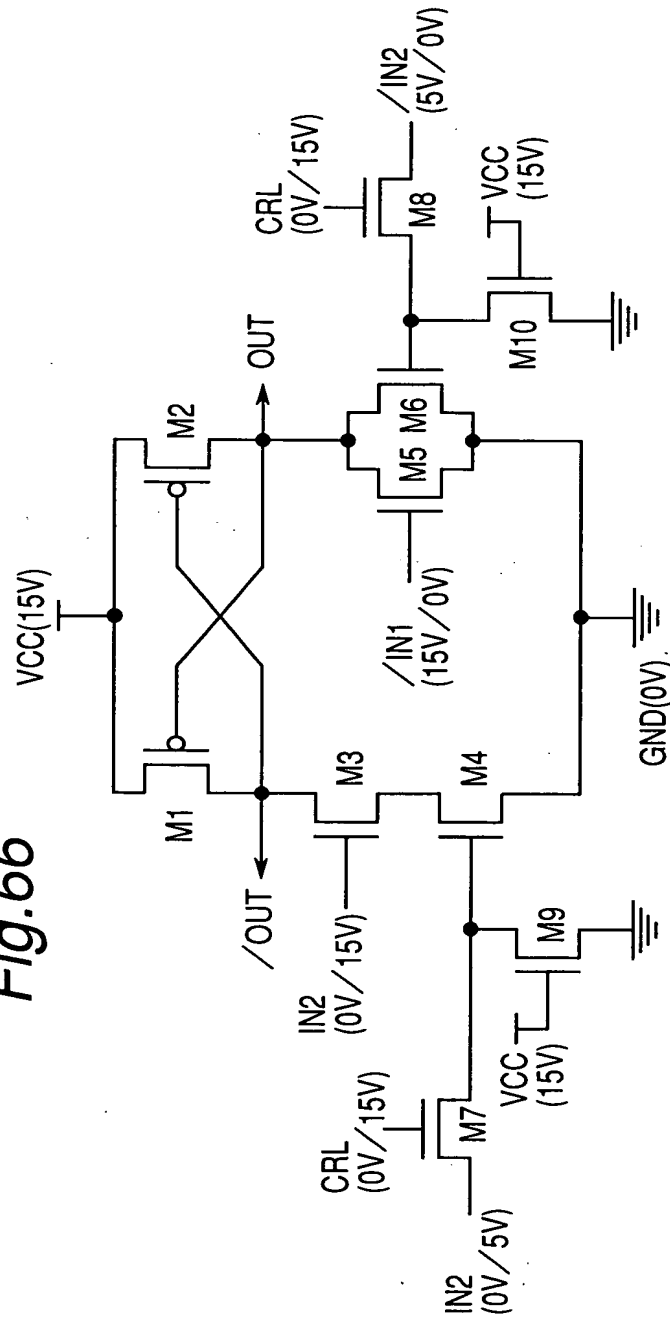 Fig.6b
VCC(15V)
M1
M2
/OUT
OUT
CRL
(0V/15V)
/IN2
(5V/0V)
M8
IN2
(0V/15V)
M3
M5
M6
/IN1
(15V/0V)
M10
VCC
(15V)
M4
CRL
(0V/15V)
M7
IN2
(0V/5V)
VCC
(15V)
M9
GND(0V)